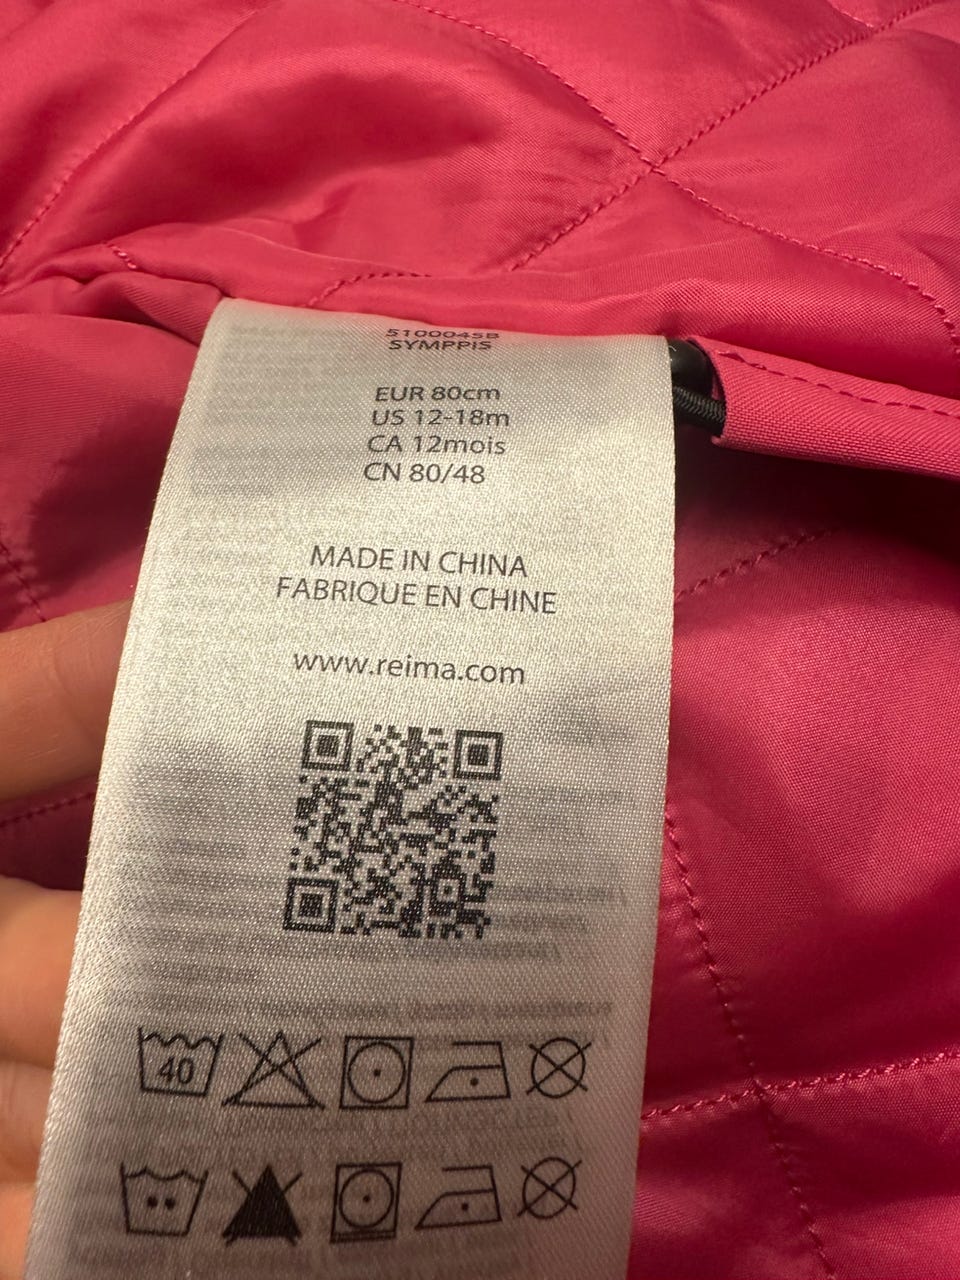 5100045B
SYMPPIS
EUR 80cm
US 12-18m
CA 12mois
CN 80/48
MADE IN CHINA
FABRIQUE EN CHINE
www.reima.com
40